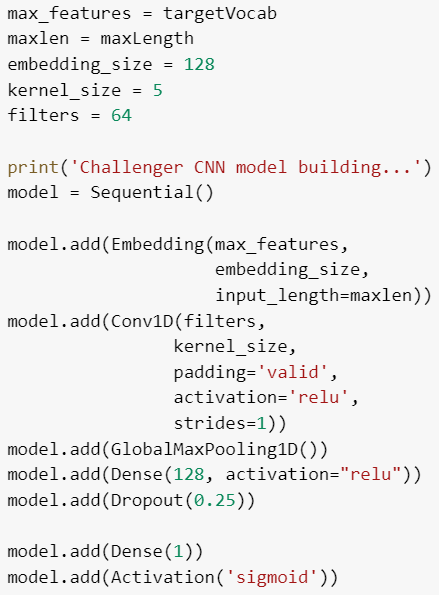 max_features = targetVocab
maxlen = maxLength
embedding_size = 128
kernel_size = 5
filters = 64

print('Challenger CNN model building...')
model = Sequential()

model.add(Embedding(max_features,
                    embedding_size,
                    input_length=maxlen))
model.add(Conv1D(filters,
                kernel_size,
                padding='valid',
                activation='relu',
                strides=1))
model.add(GlobalMaxPooling1D())
model.add(Dense(128, activation="relu"))
model.add(Dropout(0.25))

model.add(Dense(1))
model.add(Activation('sigmoid'))